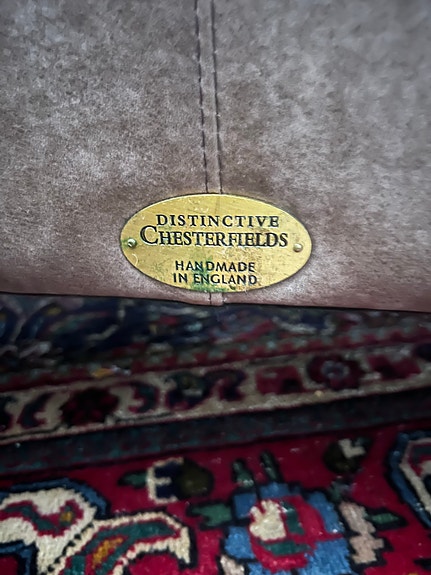 DISTINCTIVE
CHESTERFIELDS
HANDMADE
IN ENGLAND